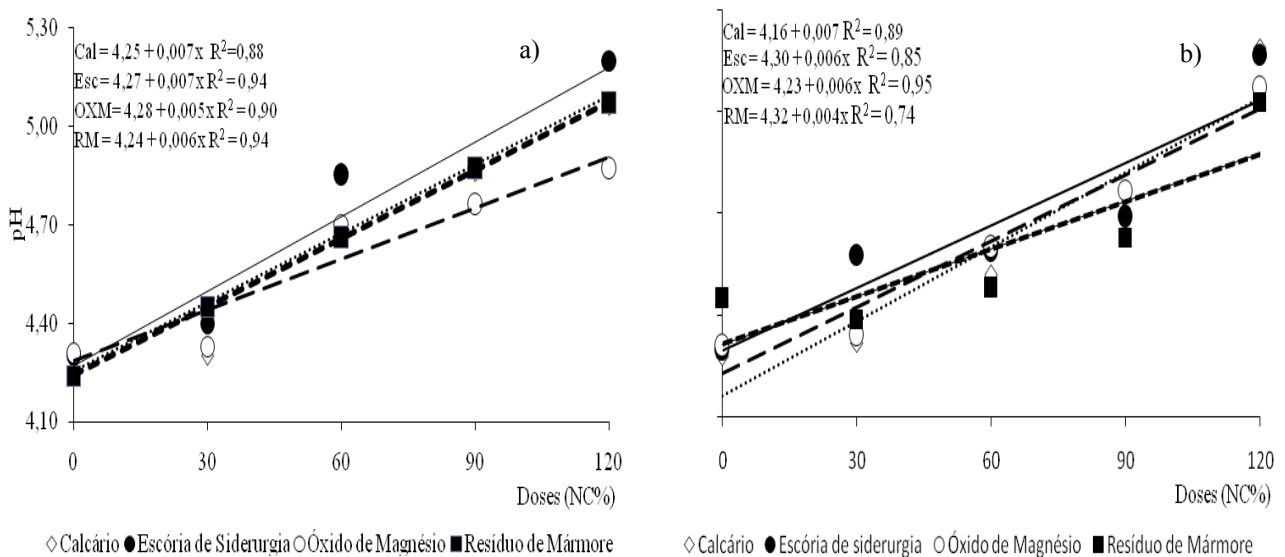 5,30
5,00
4,70
4,40
4,10
pH
Cal = 4,25 + 0,007x R²=0,88
Esc= 4,27 + 0,007x R² = 0,94
OXM= 4,28 + 0,005x R² = 0,90
RM = 4,24 + 0,006x R² = 0,94
a)
0 30 60 90 120
Doses (NC%)
◇Calcário ●Escória de Siderurgia ○Óxido de Magnésio ■Resíduo de Mármore
Cal = 4,16 + 0,007 R² = 0,89
Esc = 4,30 + 0,006x R² = 0,85
OXM = 4,23 + 0,006x R² = 0,95
RM = 4,32 + 0,004x R² = 0,74
b)
0 30 60 90 120
Doses (NC%)
◇ Calcário ● Escória de siderurgia ○Óxido de Magnésio ■ Resíduo de Mármore